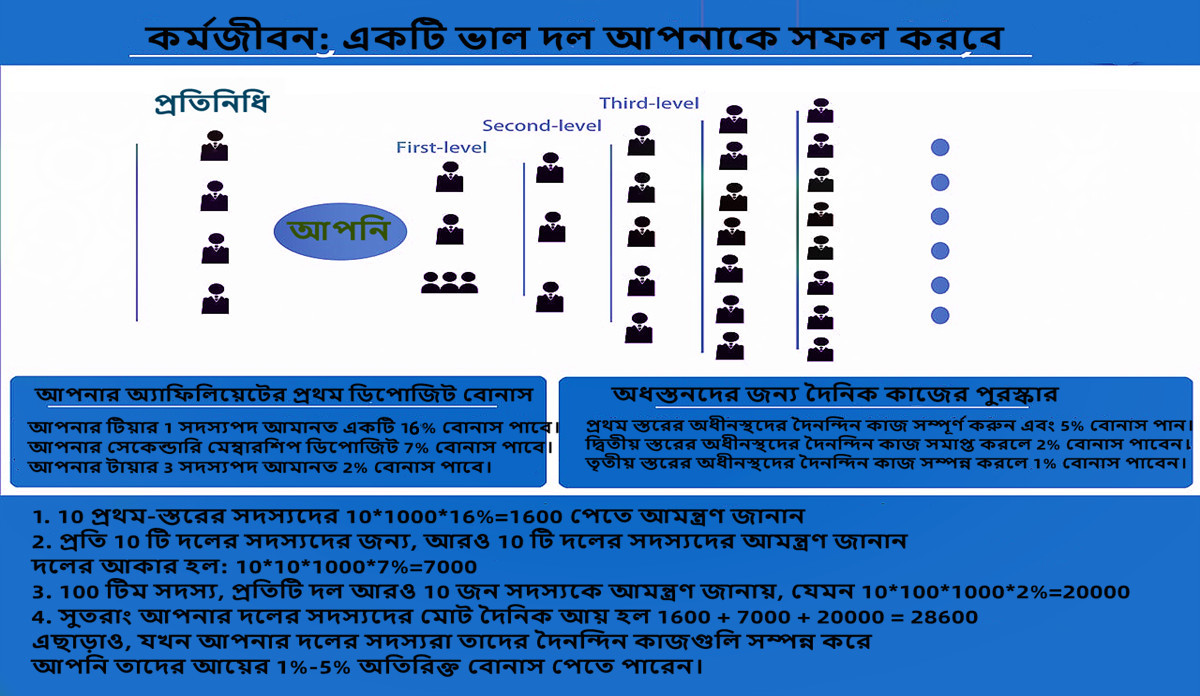 কর্মজীবন: একটি ভাল দল আপনাকে সফল করবে
প্রতিনিধি
Third-level
Second-level
First-level
আপনি
আপনার অ্যাফিলিয়েটের প্রথম ডিপোজিট বোনাস
আপনার টিয়ার 1 সদস্যপদ আমানত একটি 16% বোনাস পাবে।
আপনার সেকেন্ডারি মেম্বারশিপ ডিপোজিট 7% বোনাস পাবে।
আপনার টায়ার 3 সদস্যপদ আমানত 2% বোনাস পাবে।
অধস্তনদের জন্য দৈনিক কাজের পুরস্কার
প্রথম স্তরের অধীনস্থদের দৈনন্দিন কাজ সম্পূর্ণ করুন এবং 5% বোনাস পান।
দ্বিতীয় স্তরের অধীনস্থদের দৈনন্দিন কাজ সমাপ্ত করলে 2% বোনাস পাবেন।
তৃতীয় স্তরের অধীনস্থদের দৈনন্দিন কাজ সম্পন্ন করলে 1% বোনাস পাবেন।
1. 10 প্রথম-স্তরের সদস্যদের 10*1000*16%=1600 পেতে আমন্ত্রণ জানান
2. প্রতি 10 টি দলের সদস্যদের জন্য, আরও 10 টি দলের সদস্যদের আমন্ত্রণ জানান
দলের আকার হল: 10*10*1000*7%=7000
3. 100 টিম সদস্য, প্রতিটি দল আরও 10 জন সদস্যকে আমন্ত্রণ জানায়, যেমন 10*100*1000*2%=20000
4. সুতরাং আপনার দলের সদস্যদের মোট দৈনিক আয় হল 1600 + 7000 + 20000 = 28600
এছাড়াও, যখন আপনার দলের সদস্যরা তাদের দৈনন্দিন কাজগুলি সম্পন্ন করে
আপনি তাদের আয়ের 1%-5% অতিরিক্ত বোনাস পেতে পারেন।